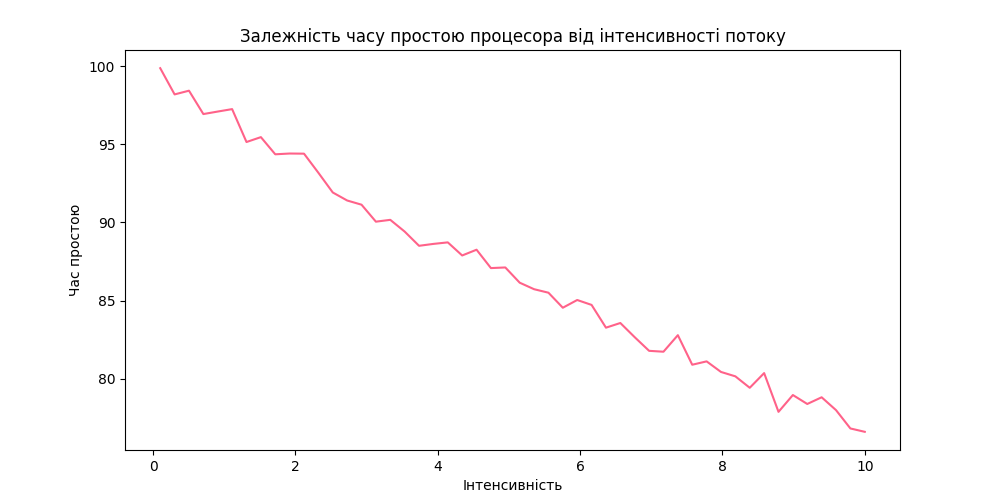 Залежність часу простою процесора від інтенсивності потоку
100
95
90
85
80
Час простою
0 2 4 6 8 10
Інтенсивність